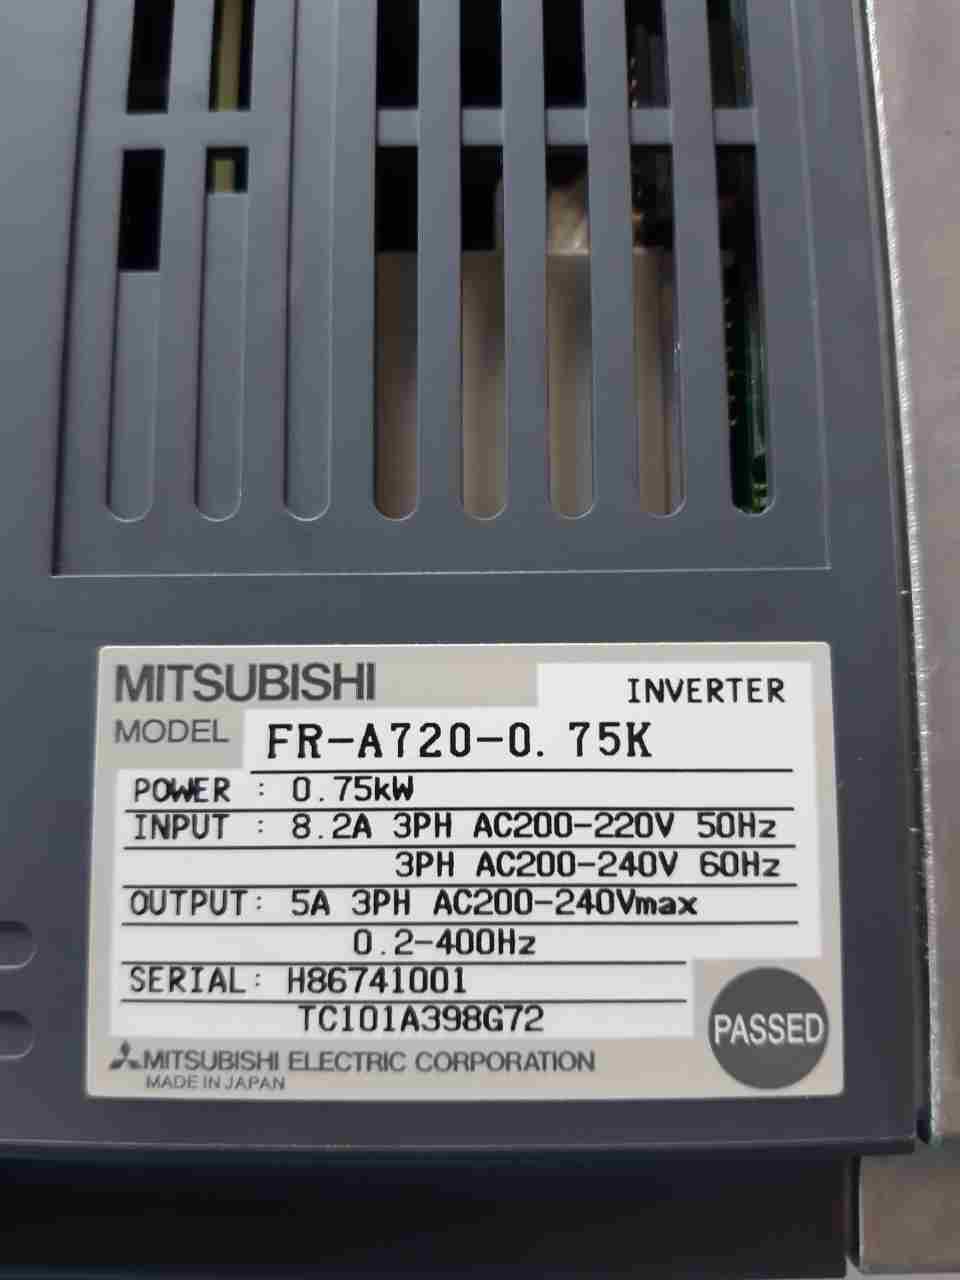 MITSUBISHI INVERTER
MODEL FR-A720-0.75K
POWER : 0.75kW
INPUT : 8.2A 3PH AC200-220V 50Hz
3PH AC200-240V 60Hz
OUTPUT: 5A 3PH AC200-240Vmax
0.2-400Hz
SERIAL: H86741001
TC101A398G72
PASSED
MITSUBISHI ELECTRIC CORPORATION
MADE IN JAPAN